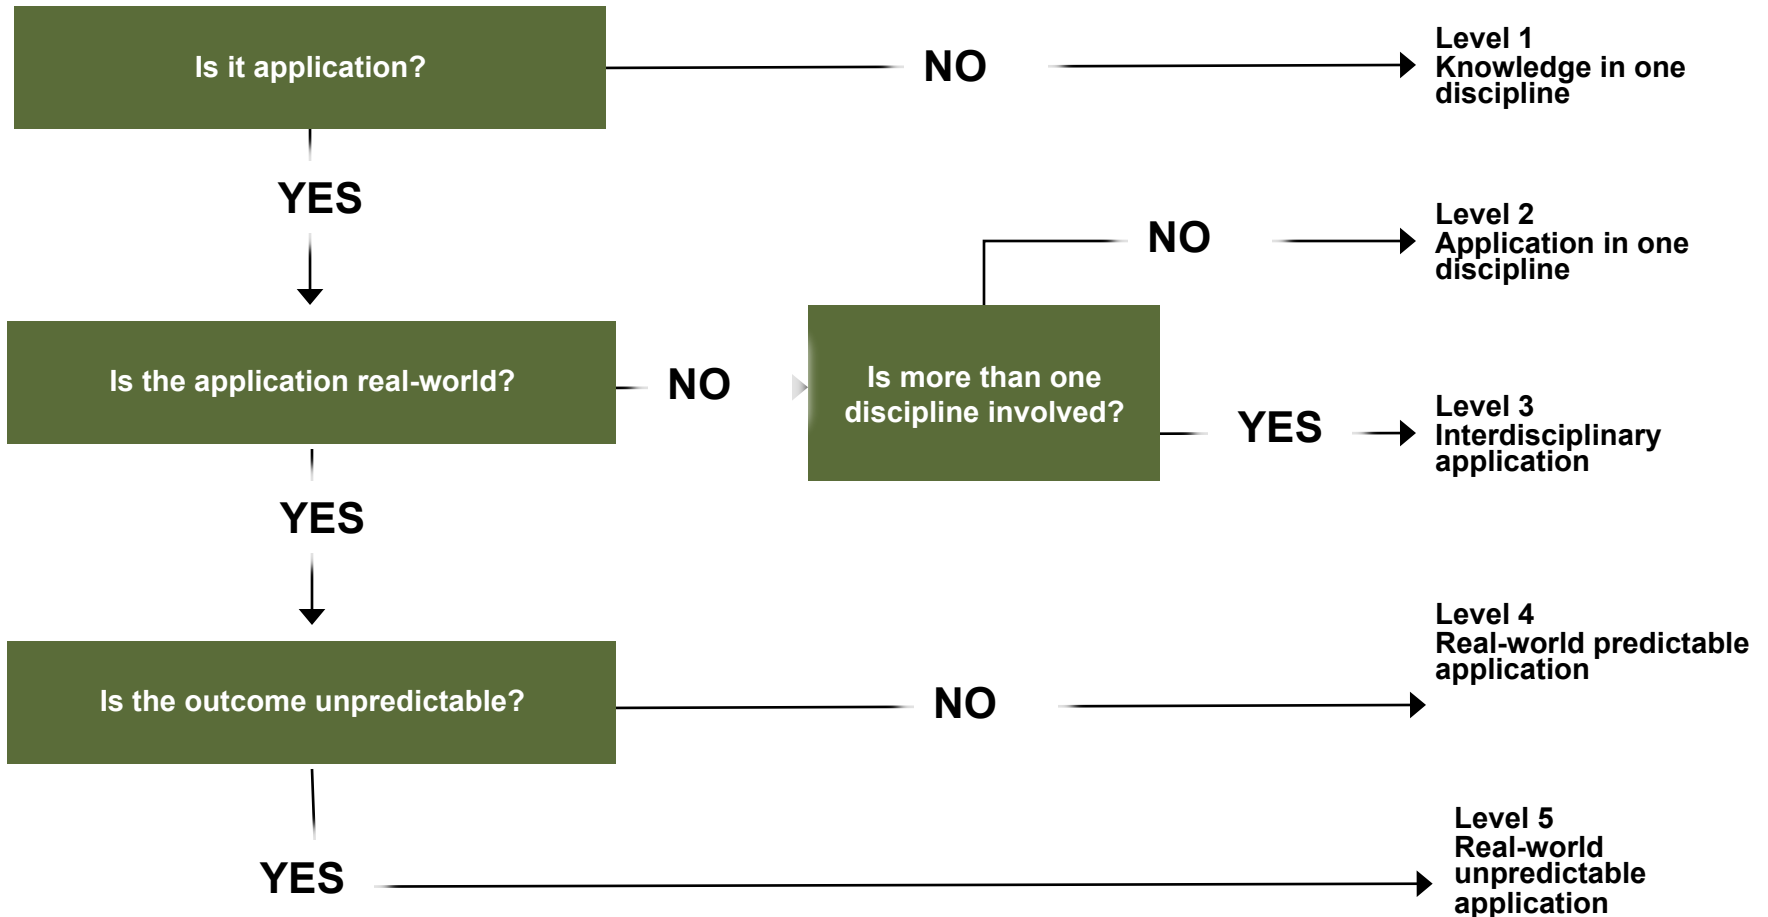 Is it application?
NO
Level 1
Knowledge in one
discipline
YES
Level 2
Application in one
discipline
NO
Is the application real-world?
NO
Is more than one
discipline involved?
YES
Level 3
Interdisciplinary
application
YES
Level 4
Real-world predictable
application
Is the outcome unpredictable?
NO
Level 5
Real-world
unpredictable
application
YES